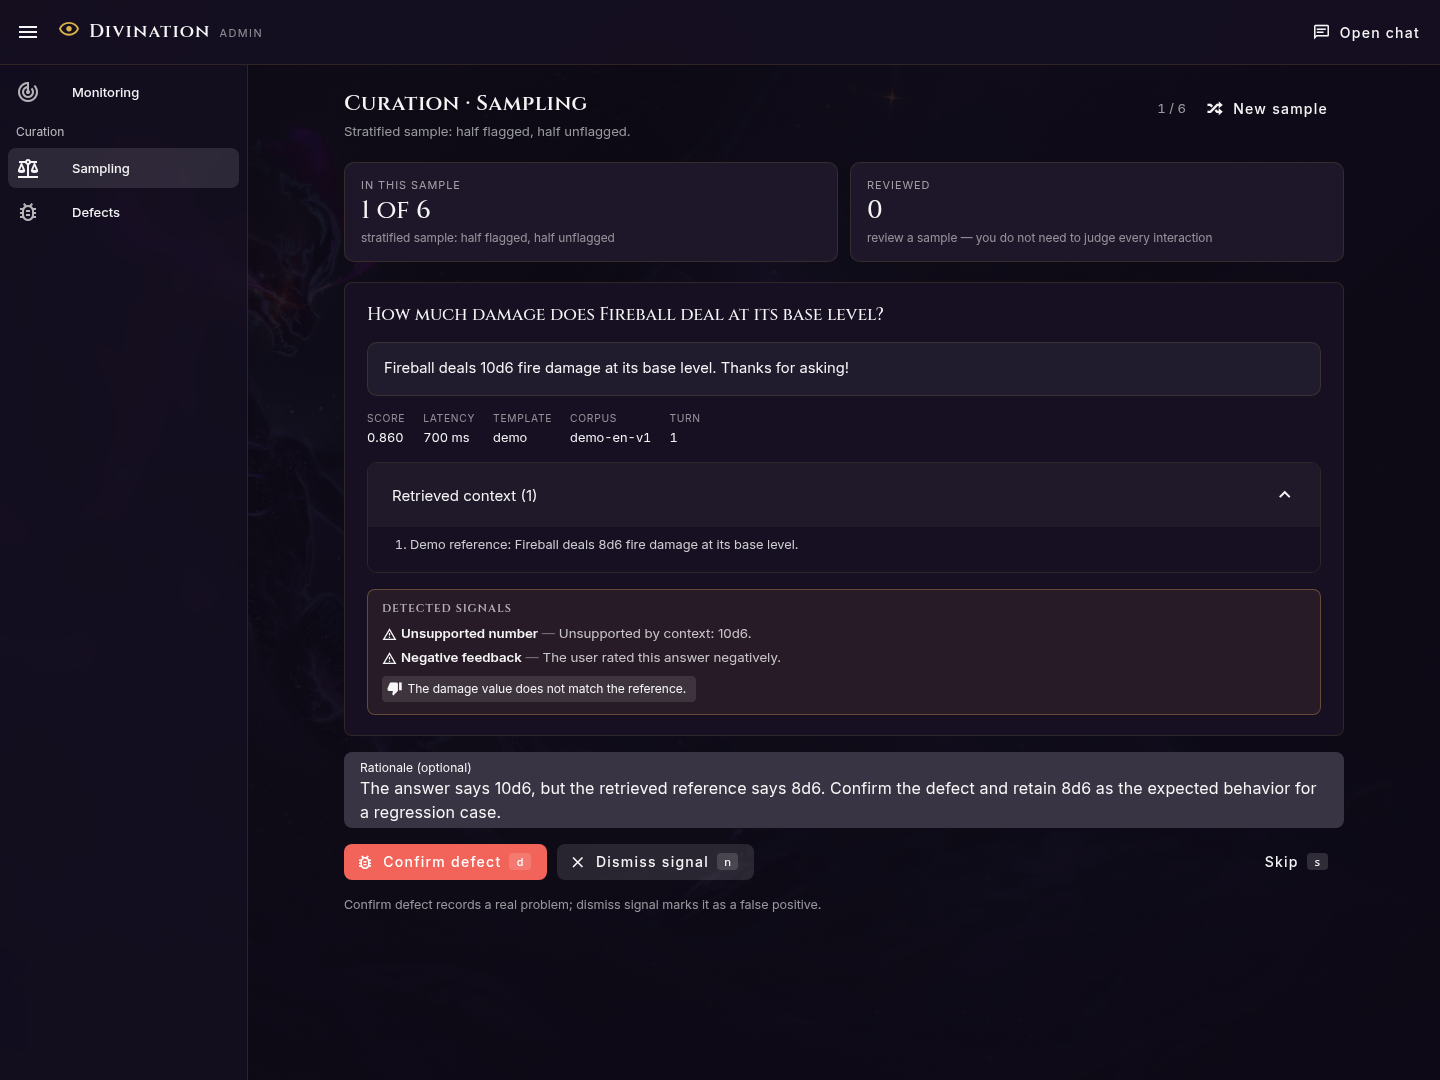 Divination ADMIN
Open chat
Monitoring
Curation
Sampling
Defects
Curation · Sampling
Stratified sample: half flagged, half unflagged.
1 / 6
New sample
IN THIS SAMPLE
1 of 6
stratified sample: half flagged, half unflagged
REVIEWED
0
review a sample — you do not need to judge every interaction
How much damage does Fireball deal at its base level?
Fireball deals 10d6 fire damage at its base level. Thanks for asking!
SCORE LATENCY TEMPLATE CORPUS TURN
0.860 700 ms demo demo-en-v1 1
Retrieved context (1)
1. Demo reference: Fireball deals 8d6 fire damage at its base level.
DETECTED SIGNALS
Unsupported number — Unsupported by context: 10d6.
Negative feedback — The user rated this answer negatively.
The damage value does not match the reference.
Rationale (optional)
The answer says 10d6, but the retrieved reference says 8d6. Confirm the defect and retain 8d6 as the expected behavior for
a regression case.
Confirm defect d
Dismiss signal n
Skip s
Confirm defect records a real problem; dismiss signal marks it as a false positive.